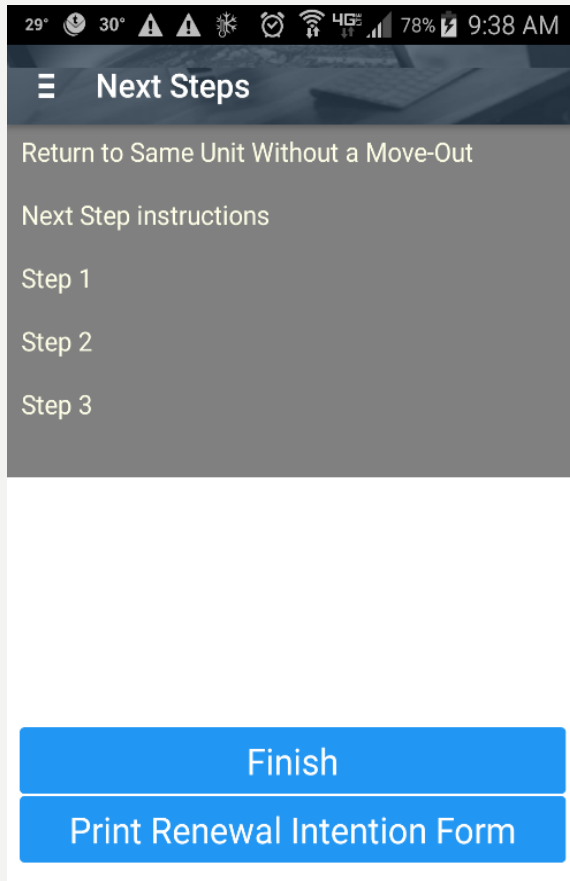 29° 30° 4G 78% 9:38 AM
Next Steps
Return to Same Unit Without a Move-Out
Next Step instructions
Step 1
Step 2
Step 3
Finish
Print Renewal Intention Form